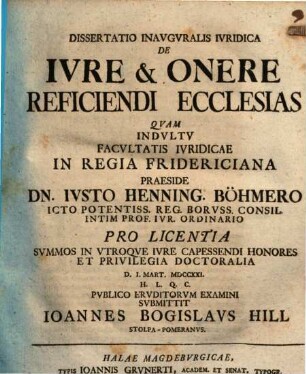 DISSERTATIO INAVGVRALIS IVRIDICA
DE
IVRE & ONERE
REFICIENDI ECCLESIAS
QVAM
INDVLTV
FACVLTATIS IVRIDICAE
IN REGIA FRIDERICIANA
PRAESIDE
DN. IVSTO HENNING. BÖHMERO
ICTO POTENTISS. REG. BORVSS. CONSIL.
INTIM PROF. IVR. ORDINARIO
PRO LICENTIA
SVMMOS IN VTROQVE IVRE CAPESSENDI HONORES
ET PRIVILEGIA DOCTORALIA
D. I. MART. MDCCXXI.
H. L. Q. C.
PVBLICO ERVDITORVM EXAMINI
SVBMITTIT
IOANNES BOGISLAVS HILL
STOLPA-POMERANVS.
HALAE MAGDEBVRGICAE,
TYPIS IOANNIS GRVNERTI, ACADEM. ET SENAT. TYPOGR.